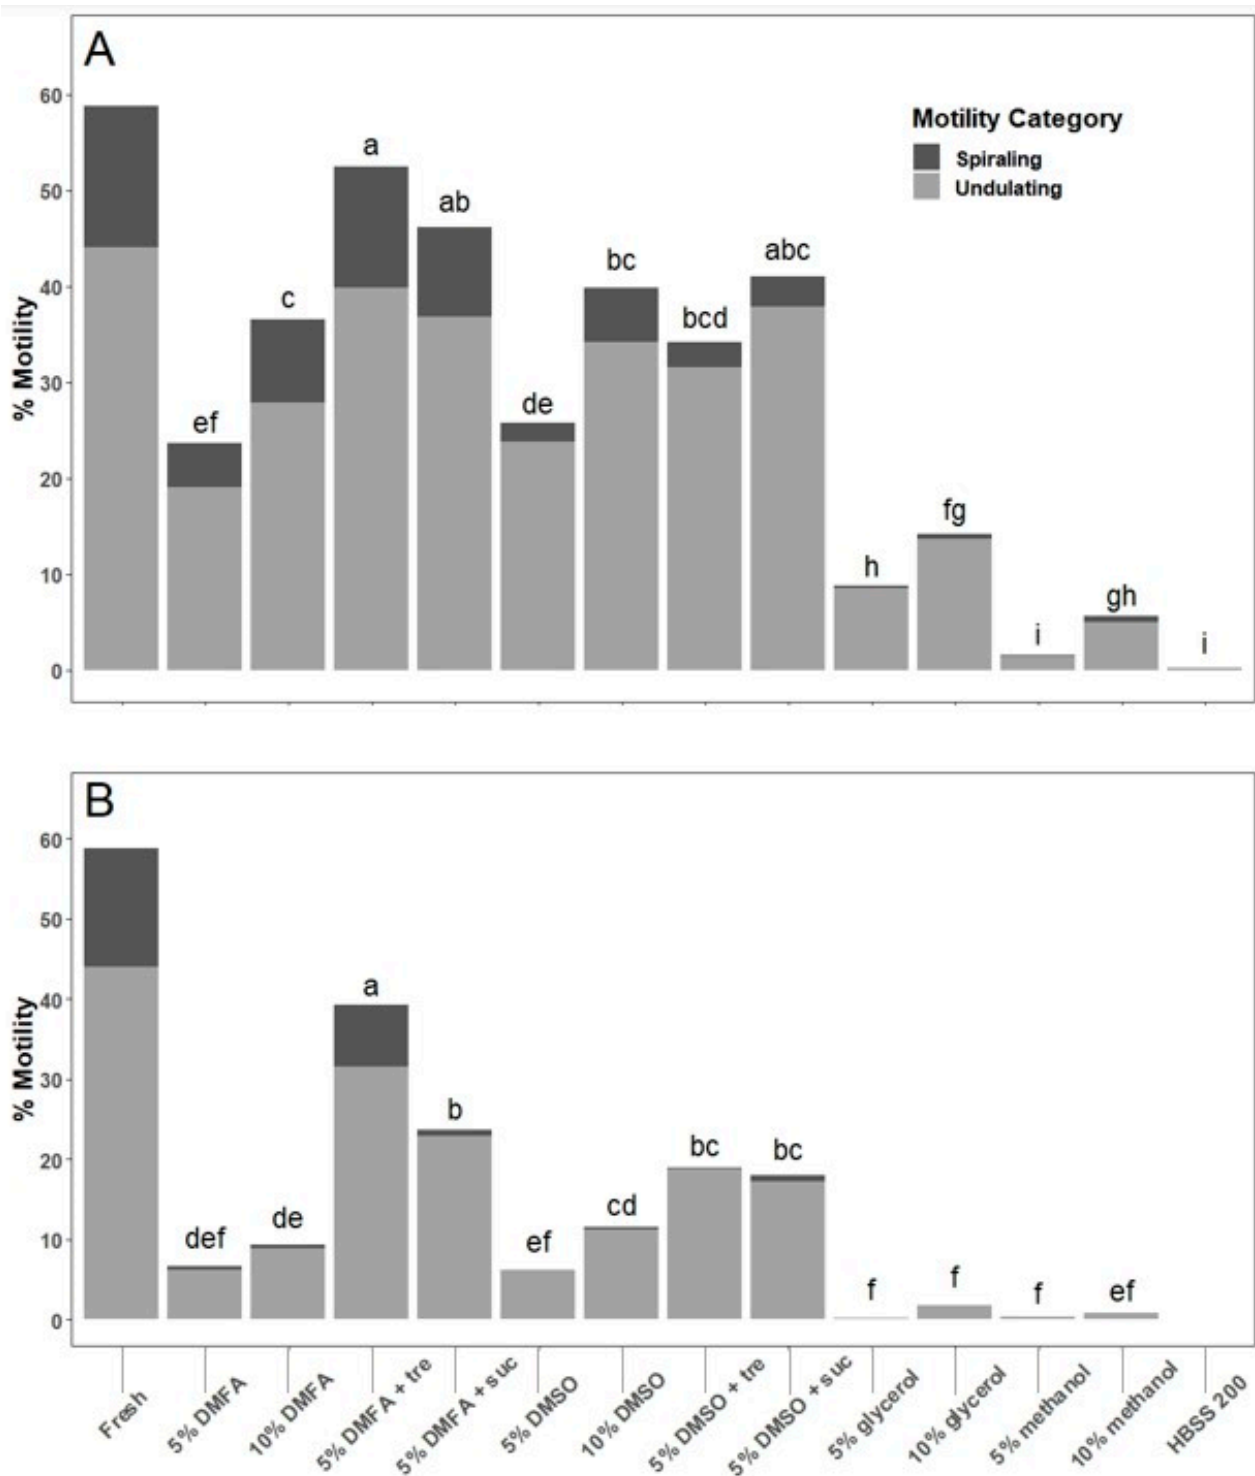 A
Motility Category
Spiraling
Undulating
% Motility
60
50
40
30
20
10
0
ef
c
a
ab
de
bc
bcd
abc
h
fg
i
gh
i
B
% Motility
60
50
40
30
20
10
0
def
de
a
b
ef
cd
bc
bc
f
f
f
ef
Fresh
5% DMFA
10% DMFA
5% DMFA + tre
5% DMFA + suc
5% DMSO
10% DMSO
5% DMSO + tre
5% DMSO + suc
5% glycerol
10% glycerol
5% methanol
10% methanol
HBSS 200